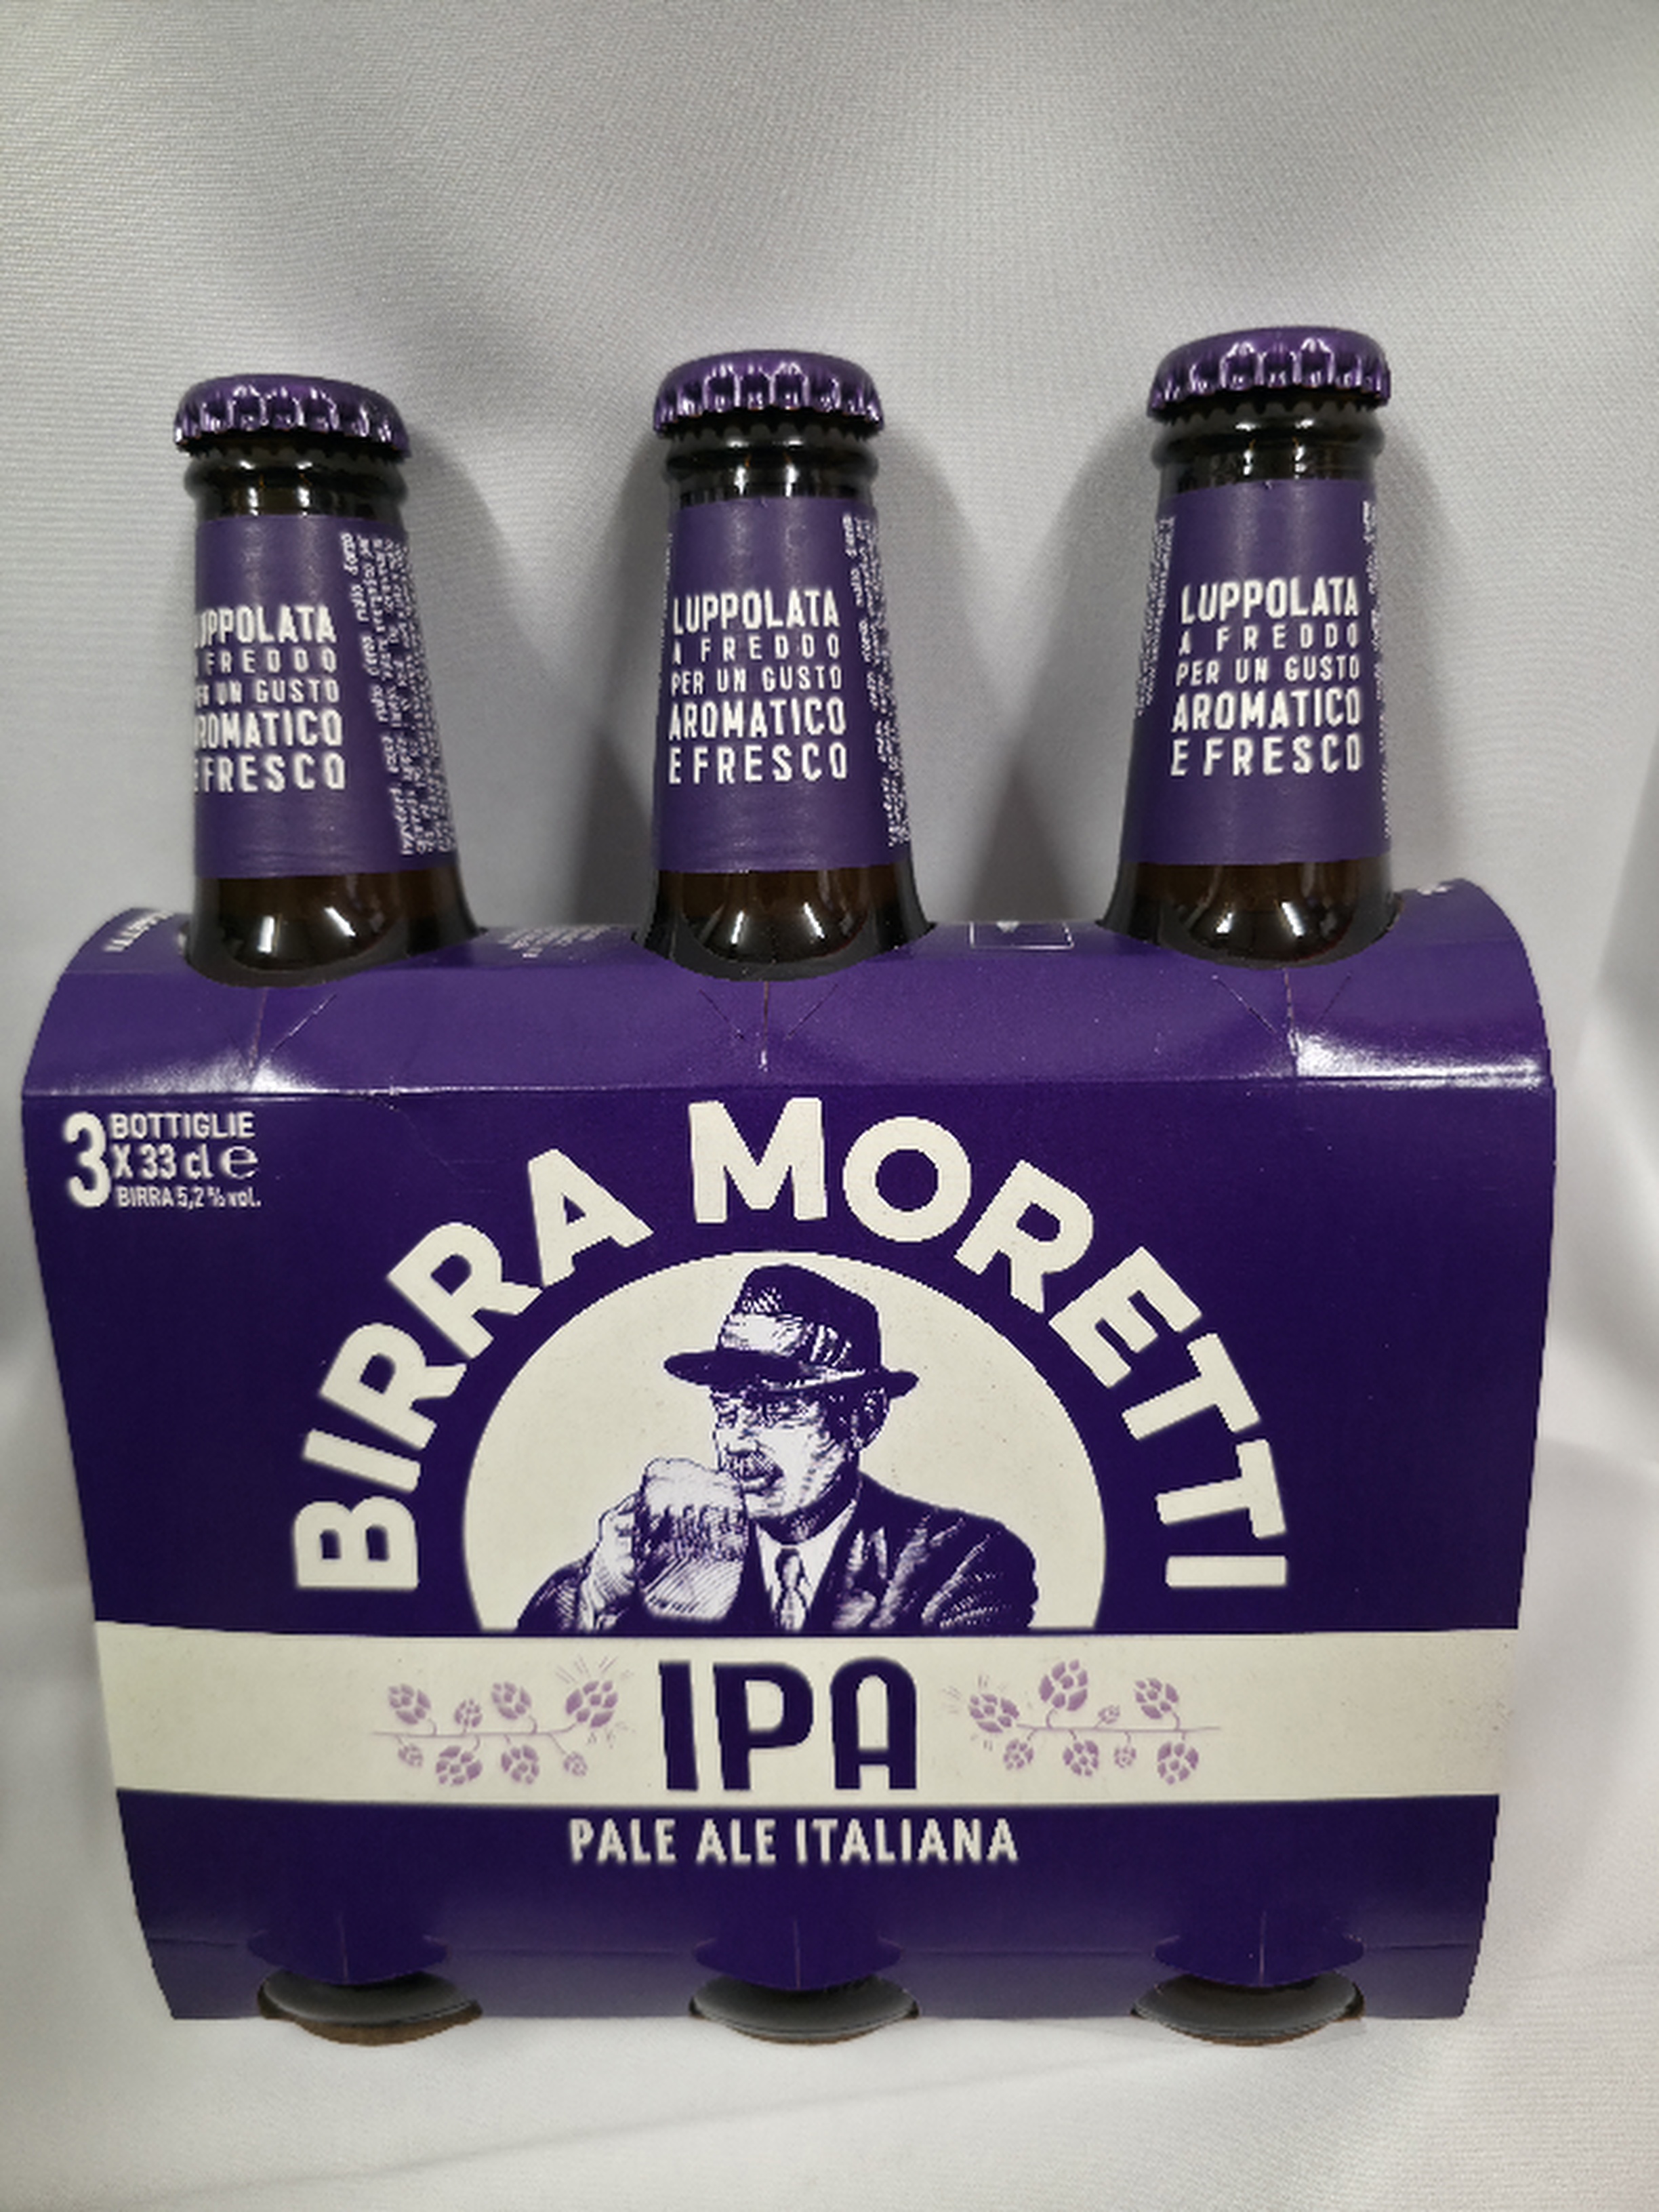 LUPPOLATA
A FREDDO
PER UN GUSTO
AROMATICO
E FRESCO
LUPPOLATA
A FREDDO
PER UN GUSTO
AROMATICO
E FRESCO
LUPPOLATA
A FREDDO
PER UN GUSTO
AROMATICO
E FRESCO
3 BOTTIGLIE
X 33 cl ℮
BIRRA 5,2 % vol.
BIRRA MORETTI
IPA
PALE ALE ITALIANA